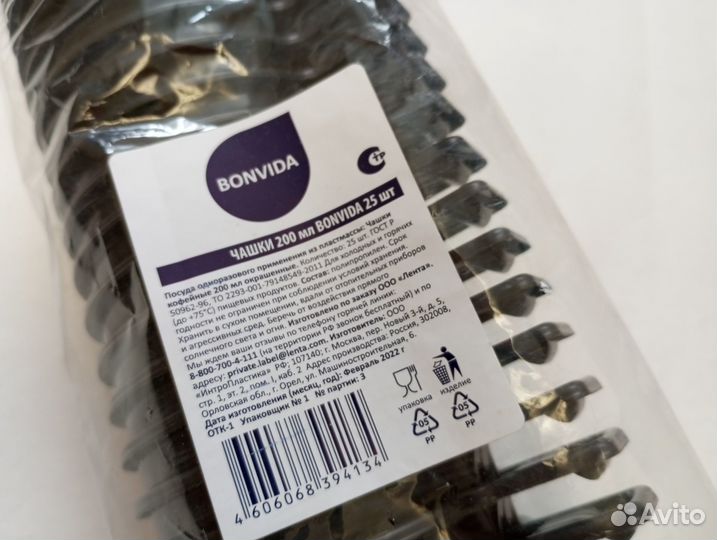 BONVIDA
ЧАШКИ 200 мл BONVIDA 25 шт
Посуда одноразового применения из пластмассы: Чашки
кофейные 200 мл окрашенные. Количество: 25 шт. ГОСТ Р
50962-96, ТО 2293-001-79148549-2011 Для холодных и горячих
(до +75°С) пищевых продуктов. Состав: полипропилен. Срок
годности не ограничен при соблюдении условий хранения.
Хранить в сухом помещении, вдали от отопительных приборов
и агрессивных сред. Беречь от воздействия прямого
солнечного света и огня. Изготовлено по заказу ООО «Лента».
Мы ждем ваши отзывы по телефону горячей линии:
8-800-700-4-111 (на территории РФ звонок бесплатный) и по
адресу: private.label@lenta.com. Изготовитель: ООО
«ИнтроПластика» РФ; 107140; г. Москва, пер. Новый 3-й, д. 5,
стр. 1, эт. 2, пом. I, каб. 2 Адрес производства: Россия, 302008,
Орловская обл., г. Орел, ул. Машиностроительная, 6.
Дата изготовления (месяц, год): Февраль 2022 г
ОТК-1 Упаковщик № 1 № партии: 3
упаковка
изделие
05
PP
05
PP
4 606068 394134
Avito